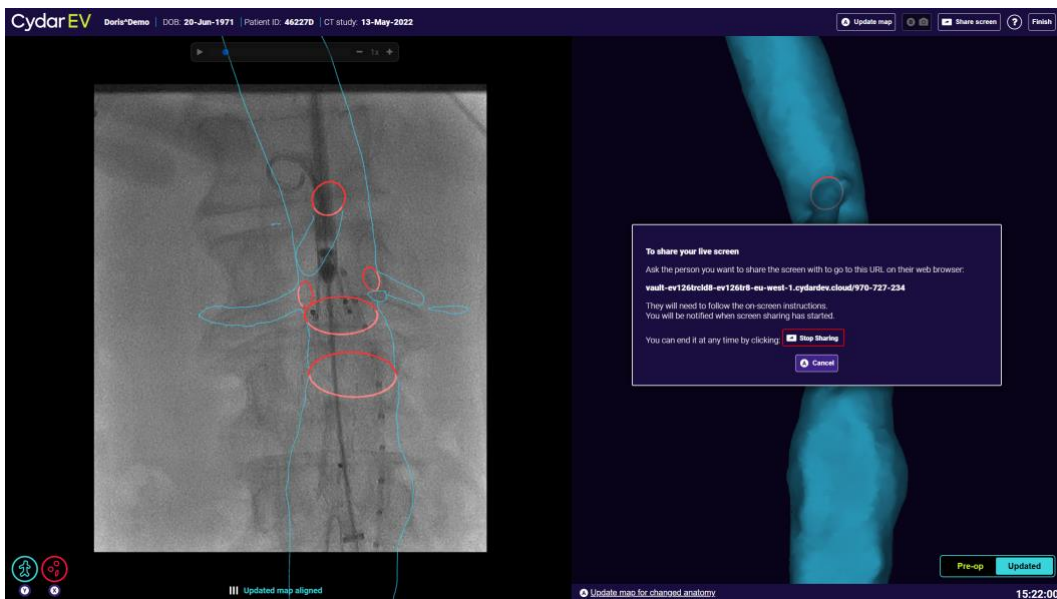 Cydar EV Doris^Demo DOB: 20-Jun-1971 Patient ID: 46227D CT study: 13-May-2022
A Update map
Share screen
?
Finish
1x
To share your live screen
Ask the person you want to share the screen with to go to this URL on their web browser:
vault-ev126trcld8-ev126tr8-eu-west-1.cydardev.cloud/970-727-234
They will need to follow the on-screen instructions.
You will be notified when screen sharing has started.
You can end it at any time by clicking: Stop Sharing
A Cancel
Pre-op Updated
Y X
Updated map aligned
A Update map for changed anatomy
15:22:00